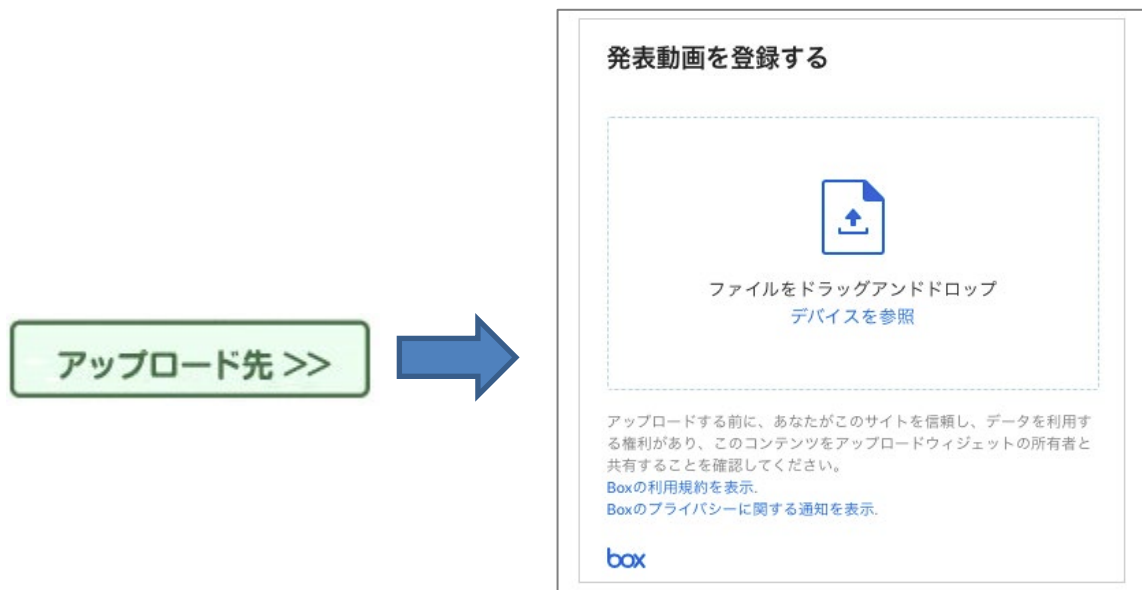 アップロード先 >>
発表動画を登録する
ファイルをドラッグアンドドロップ
デバイスを参照
アップロードする前に、あなたがこのサイトを信頼し、データを利用す
る権利があり、このコンテンツをアップロードウィジェットの所有者と
共有することを確認してください。
Boxの利用規約を表示.
Boxのプライバシーに関する通知を表示.
box